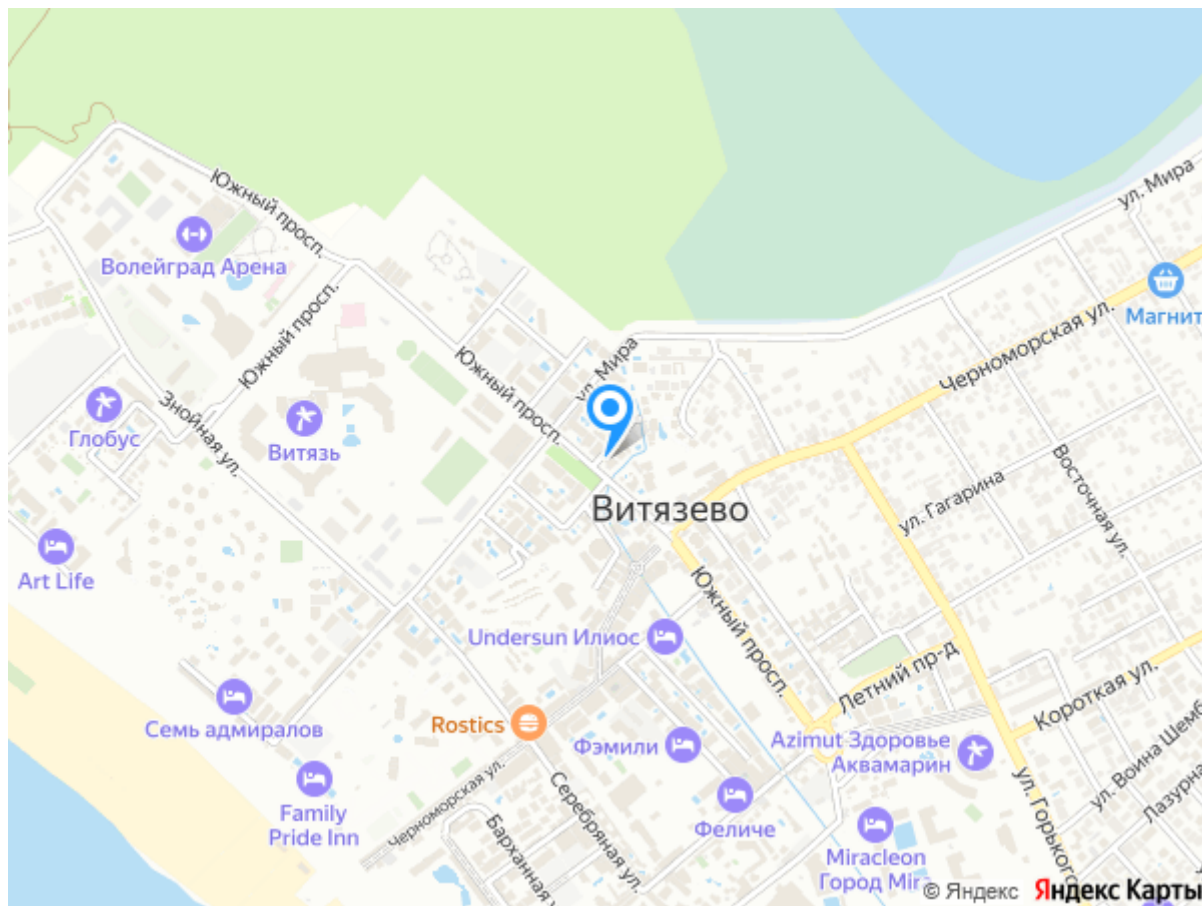 ул. Мира
Южный просп.
Волейград Арена
Магнит
Южный просп.
Черноморская ул.
ул. Мира
Южный просп.
Глобус
Знойная ул.
Витязь
Восточная ул.
ул. Гагарина
Витязево
Art Life
Южный просп.
Undersun Илиос
Летний пр-д
Короткая ул.
Семь адмиралов
Rostics
Фэмили
Azimut Здоровье
Аквамарин
Family
Pride Inn
Черноморская ул.
Серебряная ул.
Феличе
ул. Горького
ул. Воина Шемб
Лазурна
Барханная у
Miracleon
Город Mira
© Яндекс Яндекс Карты